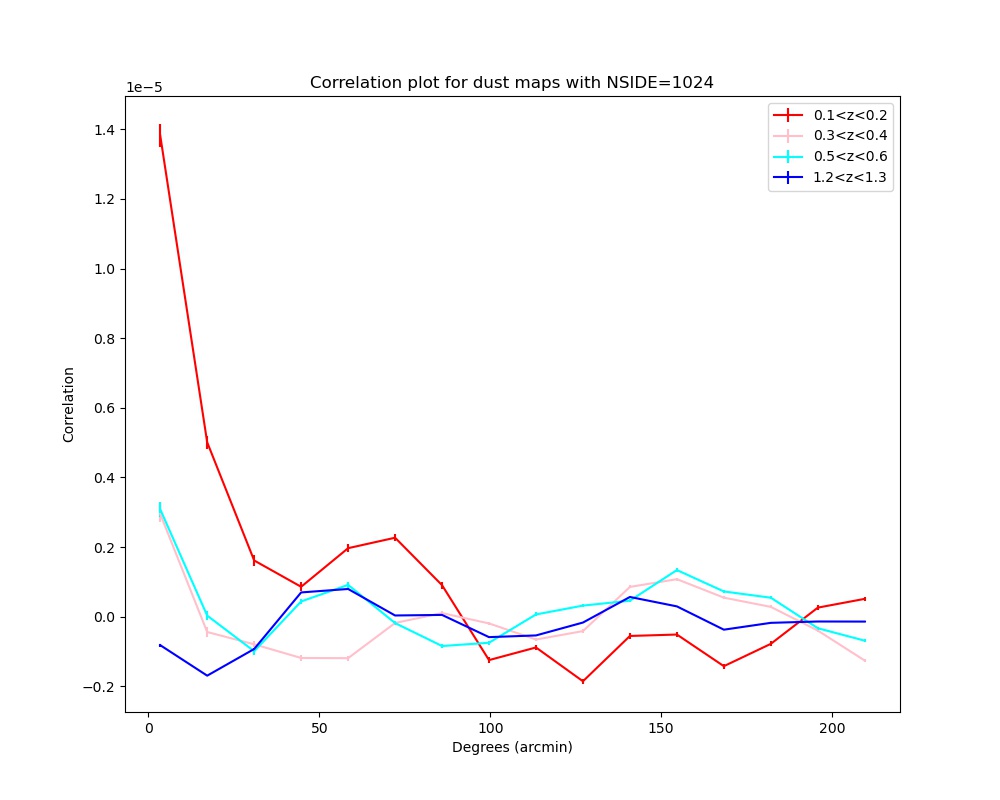 Correlation plot for dust maps with NSIDE=1024
1e−5
0.1<z<0.2
0.3<z<0.4
0.5<z<0.6
1.2<z<1.3
1.4
1.2
1.0
0.8
0.6
0.4
0.2
0.0
−0.2
Correlation
0 50 100 150 200
Degrees (arcmin)